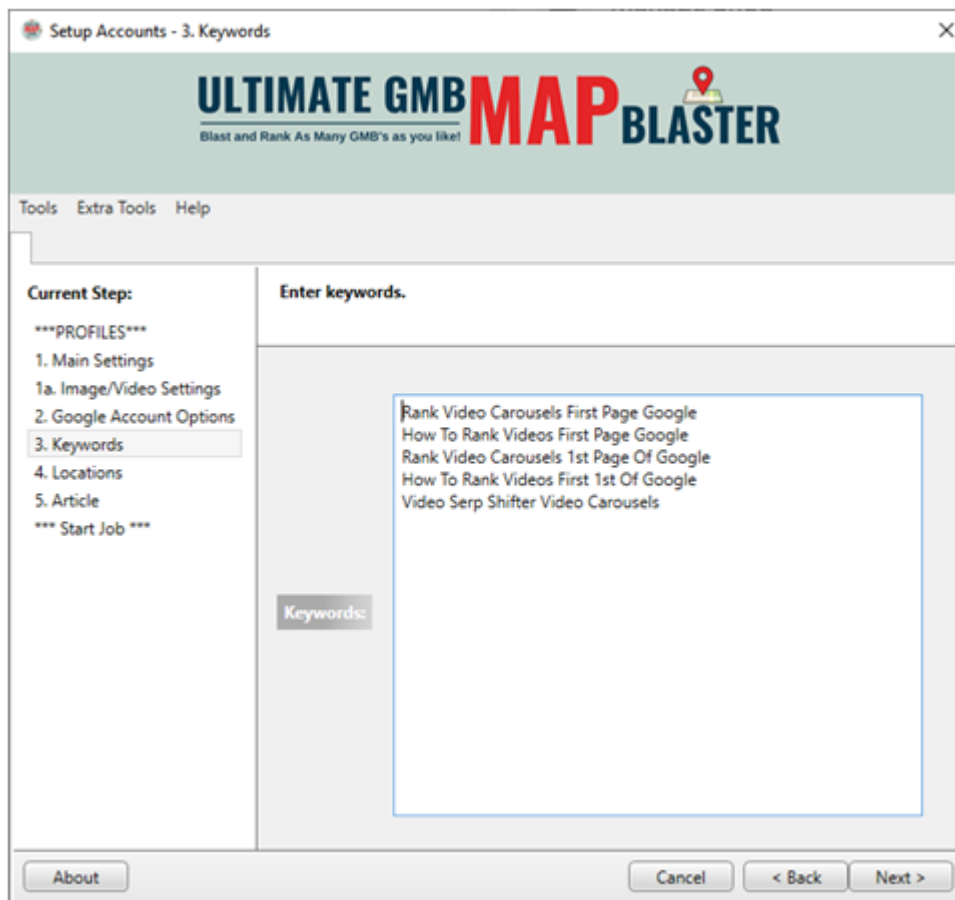 Setup Accounts - 3. Keywords
ULTIMATE GMB MAP BLASTER
Blast and Rank As Many GMB's as you like!
Tools Extra Tools Help
Current Step:
***PROFILES***
1. Main Settings
1a. Image/Video Settings
2. Google Account Options
3. Keywords
4. Locations
5. Article
*** Start Job ***
Enter keywords.
Keywords:
Rank Video Carousels First Page Google
How To Rank Videos First Page Google
Rank Video Carousels 1st Page Of Google
How To Rank Videos First 1st Of Google
Video Serp Shifter Video Carousels
About
Cancel
< Back
Next >